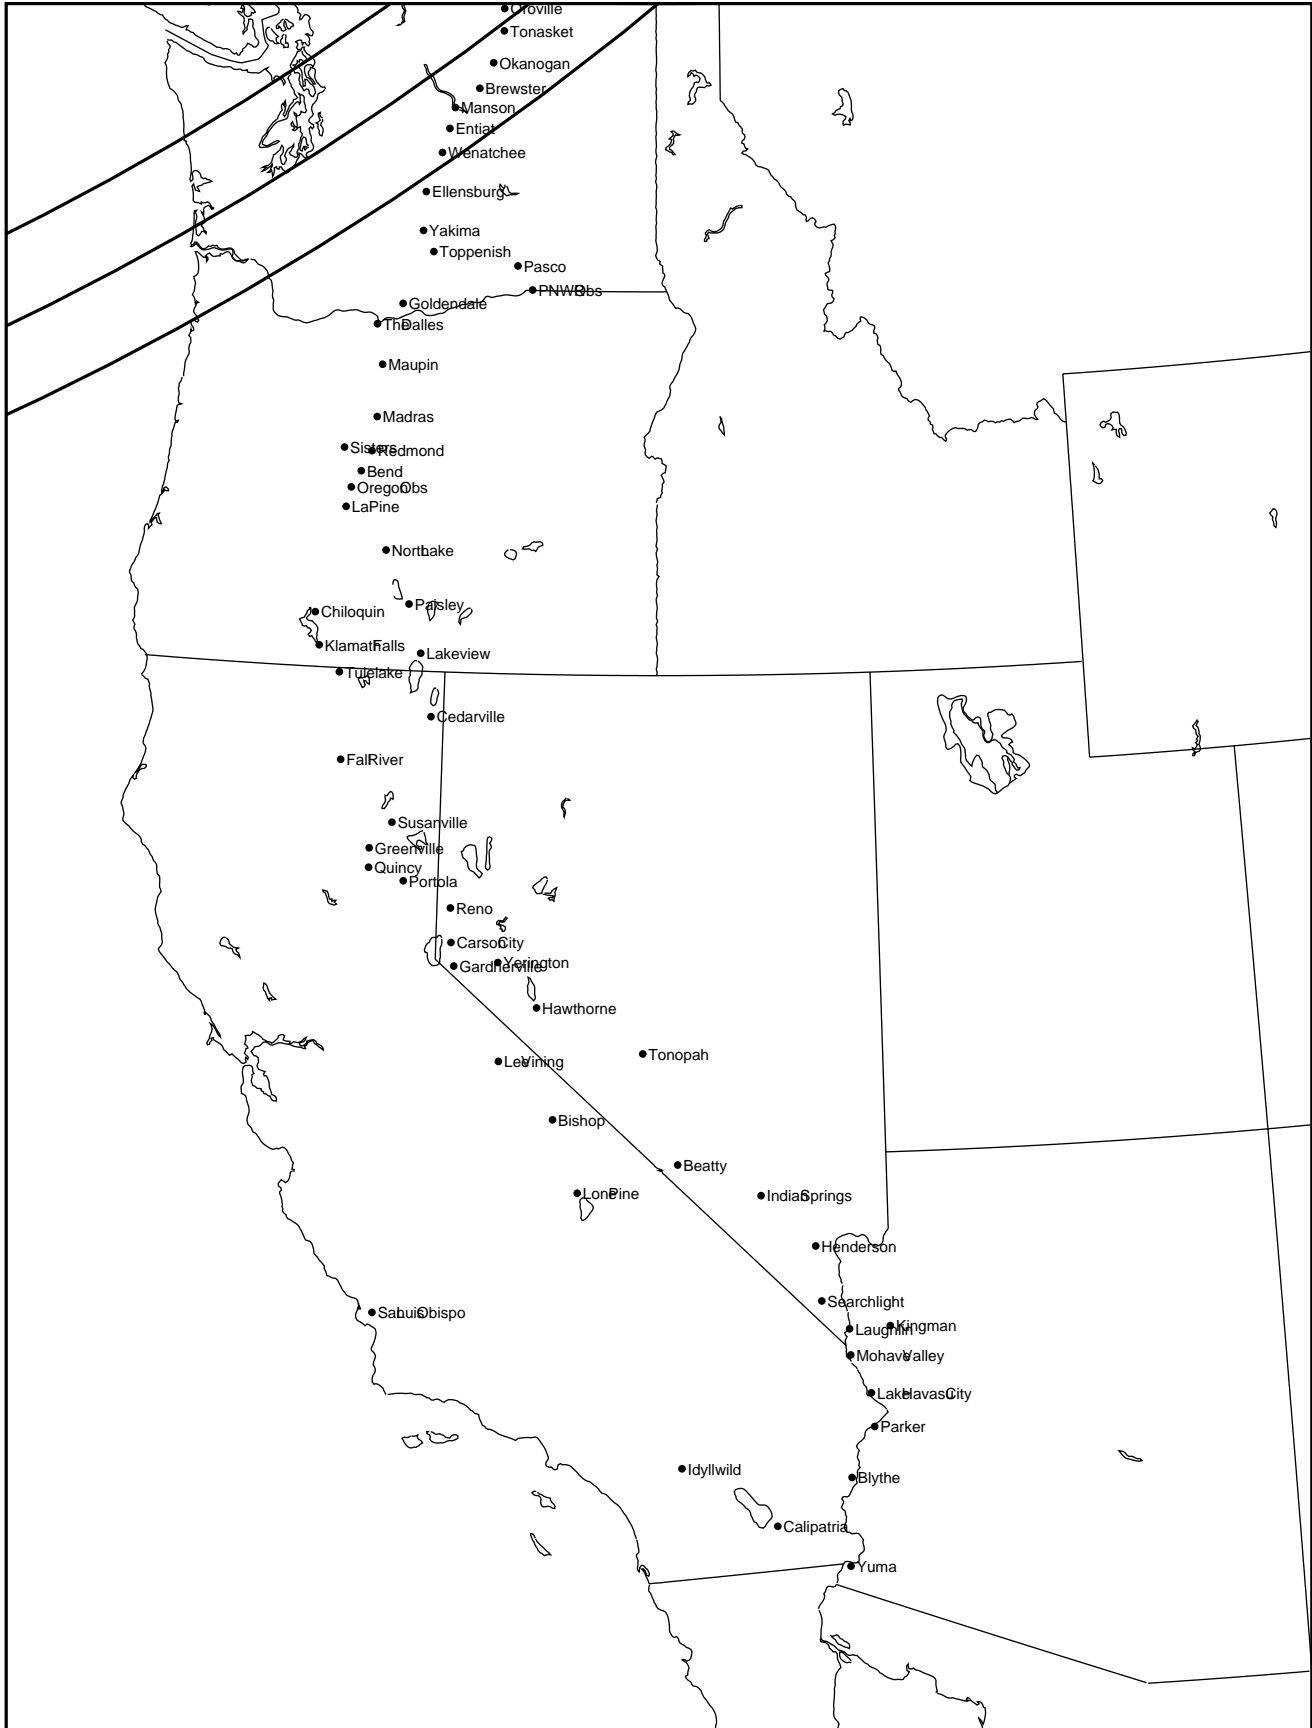 Oroville
Tonasket
Okanogan
Brewster
Manson
Entiat
Wenatchee
Ellensburg
Yakima
Toppenish
Pasco
PNWRObs
Goldendale
TheDalles
Maupin
Madras
Sisters
Redmond
Bend
OregonObs
LaPine
NorthLake
Paisley
Chiloquin
KlamathFalls
Lakeview
Tulelake
Cedarville
FallRiver
Susanville
Greenville
Quincy
Portola
Reno
CarsonCity
Yerington
Gardnerville
Hawthorne
Tonopah
LeeVining
Bishop
Beatty
LonePine
IndianSprings
Henderson
Searchlight
SanLuisObispo
Kingman
Laughlin
MohaveValley
LakeHavasuCity
Parker
Idyllwild
Blythe
Calipatria
Yuma